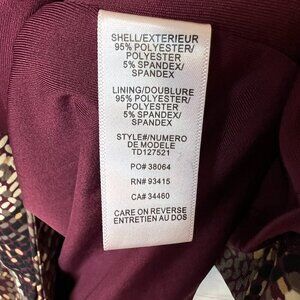 SHELL/EXTERIEUR
95% POLYESTER/
POLYESTER
5% SPANDEX/
SPANDEX
LINING/DOUBLURE
95% POLYESTER/
POLYESTER
5% SPANDEX/
SPANDEX
STYLE#/NUMERO
DE MODELE
TD127521
PO# 38064
RN# 93415
CA# 34460
CARE ON REVERSE
ENTRETIEN AU DOS